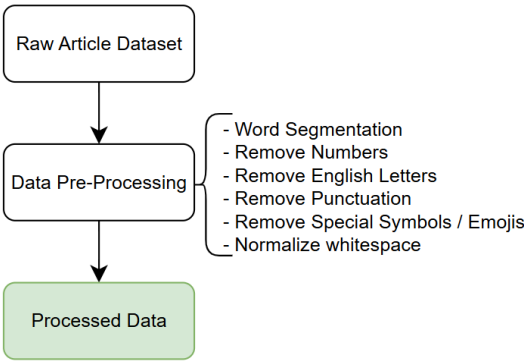 Raw Article Dataset
Data Pre-Processing
- Word Segmentation
- Remove Numbers
- Remove English Letters
- Remove Punctuation
- Remove Special Symbols / Emojis
- Normalize whitespace
Processed Data